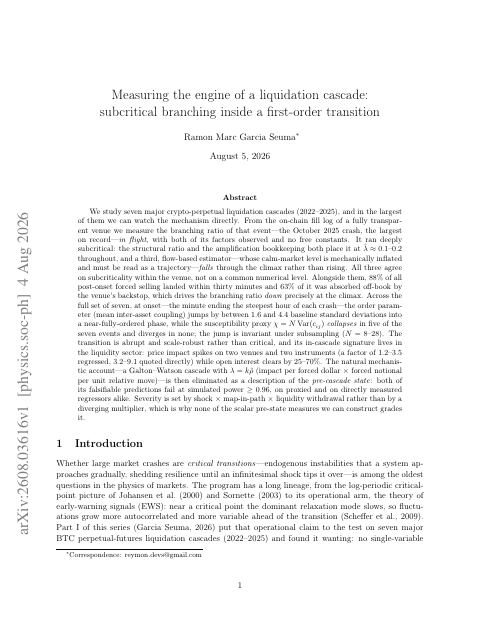 Measuring the engine of a liquidation cascade:
subcritical branching inside a first-order transition
Ramon Marc Garcia Seuma*
August 5, 2026
Abstract
We study seven major crypto-perpetual liquidation cascades (2022–2025), and in the largest
of them we can watch the mechanism directly. From the on-chain fill log of a fully transpar-
ent venue we measure the branching ratio of that event—the October 2025 crash, the largest
on record—in flight, with both of its factors observed and no free constants. It ran deeply
subcritical: the structural ratio and the amplification bookkeeping both place it at λ̂ ≈ 0.1–0.2
throughout, and a third, flow-based estimator—whose calm-market level is mechanically inflated
and must be read as a trajectory—falls through the climax rather than rising. All three agree
on subcriticality within the venue, not on a common numerical level. Alongside them, 88% of all
post-onset forced selling landed within thirty minutes and 63% of it was absorbed off-book by
the venue's backstop, which drives the branching ratio down precisely at the climax. Across the
full set of seven, at onset—the minute ending the steepest hour of each crash—the order param-
eter (mean inter-asset coupling) jumps by between 1.6 and 4.4 baseline standard deviations into
a near-fully-ordered phase, while the susceptibility proxy χ = N Var(c_ij) collapses in five of the
seven events and diverges in none; the jump is invariant under subsampling (N = 8–28). The
transition is abrupt and scale-robust rather than critical, and its in-cascade signature lives in
the liquidity sector: price impact spikes on two venues and two instruments (a factor of 1.2–3.5
regressed, 3.2–9.1 quoted directly) while open interest clears by 25–70%. The natural mechanis-
tic account—a Galton–Watson cascade with λ = kρ̂ (impact per forced dollar × forced notional
per unit relative move)—is then eliminated as a description of the pre-cascade state: both of
its falsifiable predictions fail at simulated power ≥ 0.96, on proxied and on directly measured
regressors alike. Severity is set by shock × map-in-path × liquidity withdrawal rather than by a
diverging multiplier, which is why none of the scalar pre-state measures we can construct grades
it.
1 Introduction
Whether large market crashes are critical transitions—endogenous instabilities that a system ap-
proaches gradually, shedding resilience until an infinitesimal shock tips it over—is among the oldest
questions in the physics of markets. The program has a long lineage, from the log-periodic critical-
point picture of Johansen et al. (2000) and Sornette (2003) to its operational arm, the theory of
early-warning signals (EWS): near a critical point the dominant relaxation mode slows, so fluctu-
ations grow more autocorrelated and more variable ahead of the transition (Scheffer et al., 2009).
Part I of this series (Garcia Seuma, 2026) put that operational claim to the test on seven major
BTC perpetual-futures liquidation cascades (2022–2025) and found it wanting: no single-variable
*Correspondence: reymon.devs@gmail.com
1
arXiv:2608.03616v1 [physics.soc-ph] 4 Aug 2026